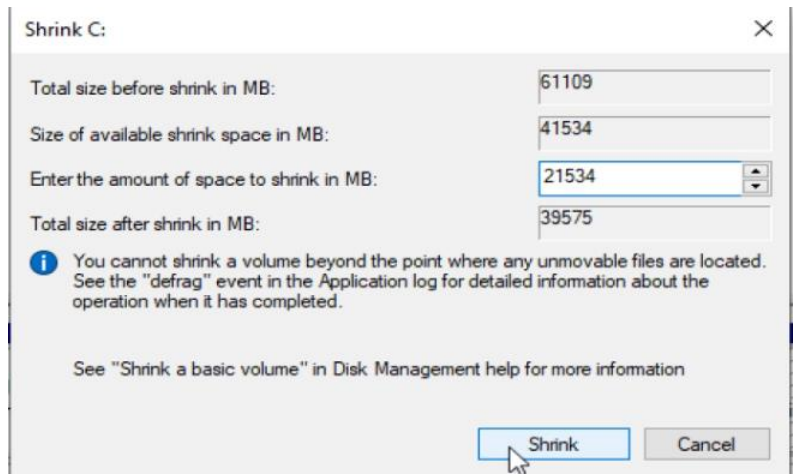 Shrink C:
Total size before shrink in MB: 61109
Size of available shrink space in MB: 41534
Enter the amount of space to shrink in MB: 21534
Total size after shrink in MB: 39575
You cannot shrink a volume beyond the point where any unmovable files are located.
See the "defrag" event in the Application log for detailed information about the
operation when it has completed.
See "Shrink a basic volume" in Disk Management help for more information
Shrink Cancel